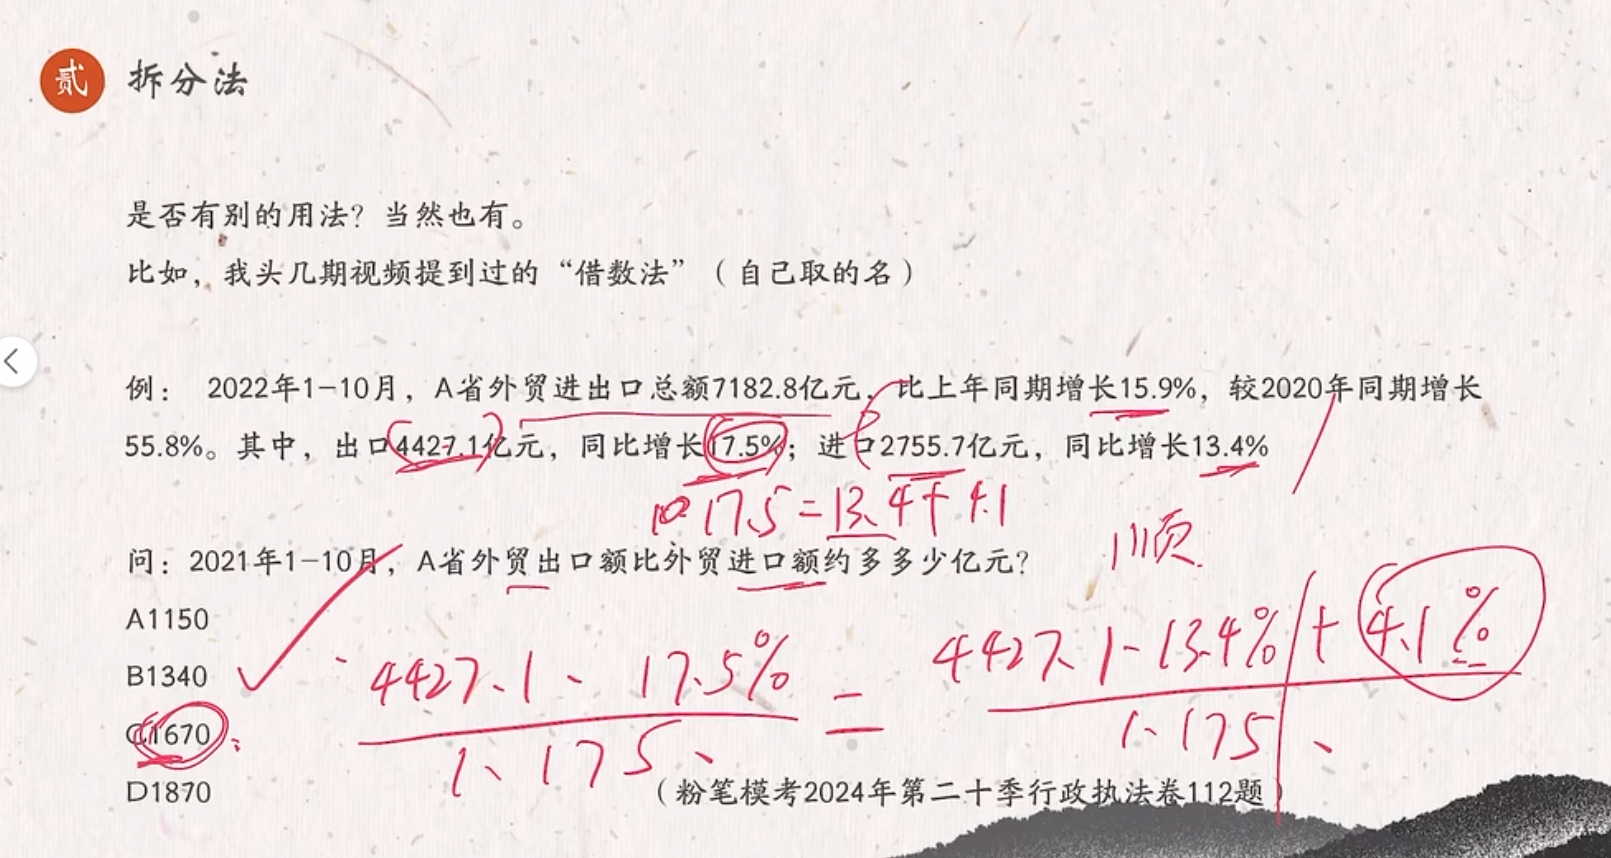 贰 拆分法
是否有别的用法？当然也有。
比如，我头几期视频提到过的“借数法”（自己取的名）
例： 2022年1-10月，A省外贸进出口总额7182.8亿元，比上年同期增长15.9%，较2020年同期增长
55.8%。其中，出口4427.1亿元，同比增长17.5%；进口2755.7亿元，同比增长13.4%
17.5=13.4+4.1
问：2021年1-10月，A省外贸出口额比外贸进口额约多多少亿元？
顺
A1150
B1340
C1670
D1870
4427.1 · 17.5%
1.175
=
4427.1·13.4% + 4.1%
1.175
（粉笔模考2024年第二十季行政执法卷112题）